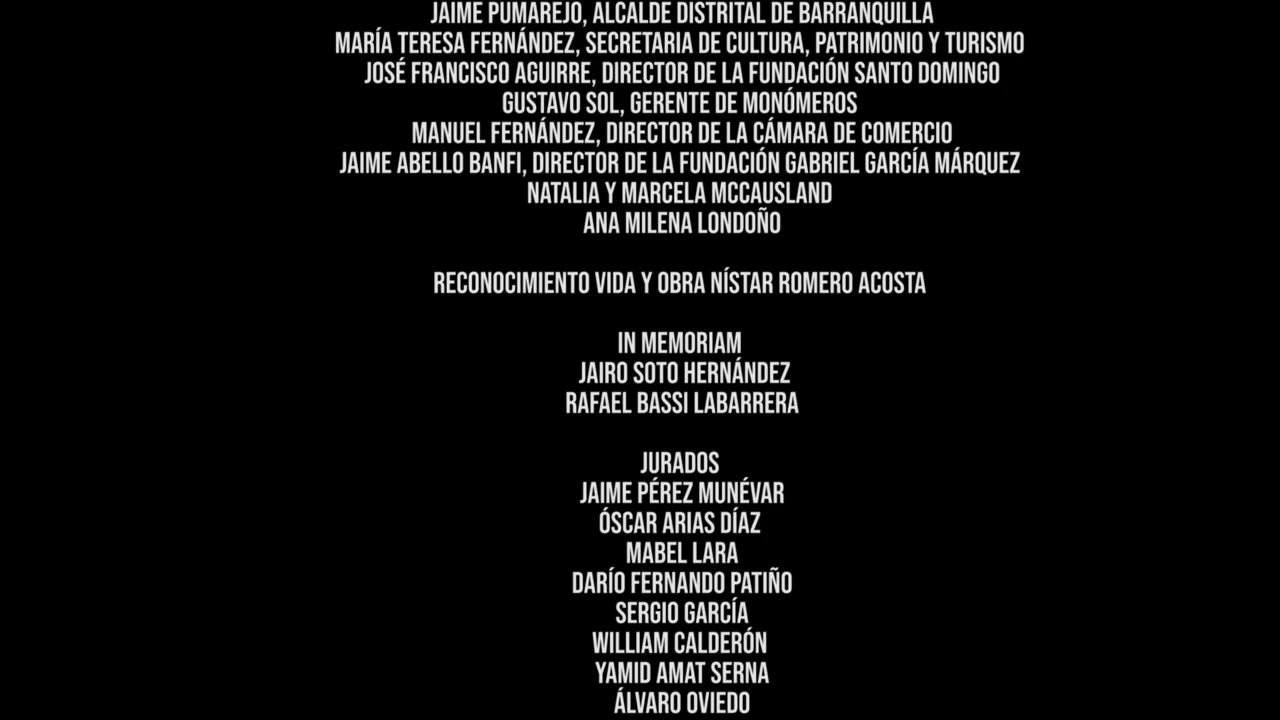 JAIME PUMAREJO, ALCALDE DISTRITAL DE BARRANQUILLA
MARÍA TERESA FERNÁNDEZ, SECRETARIA DE CULTURA, PATRIMONIO Y TURISMO
JOSÉ FRANCISCO AGUIRRE, DIRECTOR DE LA FUNDACIÓN SANTO DOMINGO
GUSTAVO SOL, GERENTE DE MONÓMEROS
MANUEL FERNÁNDEZ, DIRECTOR DE LA CÁMARA DE COMERCIO
JAIME ABELLO BANFI, DIRECTOR DE LA FUNDACIÓN GABRIEL GARCÍA MÁRQUEZ
NATALIA Y MARCELA MCCAUSLAND
ANA MILENA LONDOÑO
RECONOCIMIENTO VIDA Y OBRA NÍSTAR ROMERO ACOSTA
IN MEMORIAM
JAIRO SOTO HERNÁNDEZ
RAFAEL BASSI LABARRERA
JURADOS
JAIME PÉREZ MUNÉVAR
ÓSCAR ARIAS DÍAZ
MABEL LARA
DARÍO FERNANDO PATIÑO
SERGIO GARCÍA
WILLIAM CALDERÓN
YAMID AMAT SERNA
ÁLVARO OVIEDO